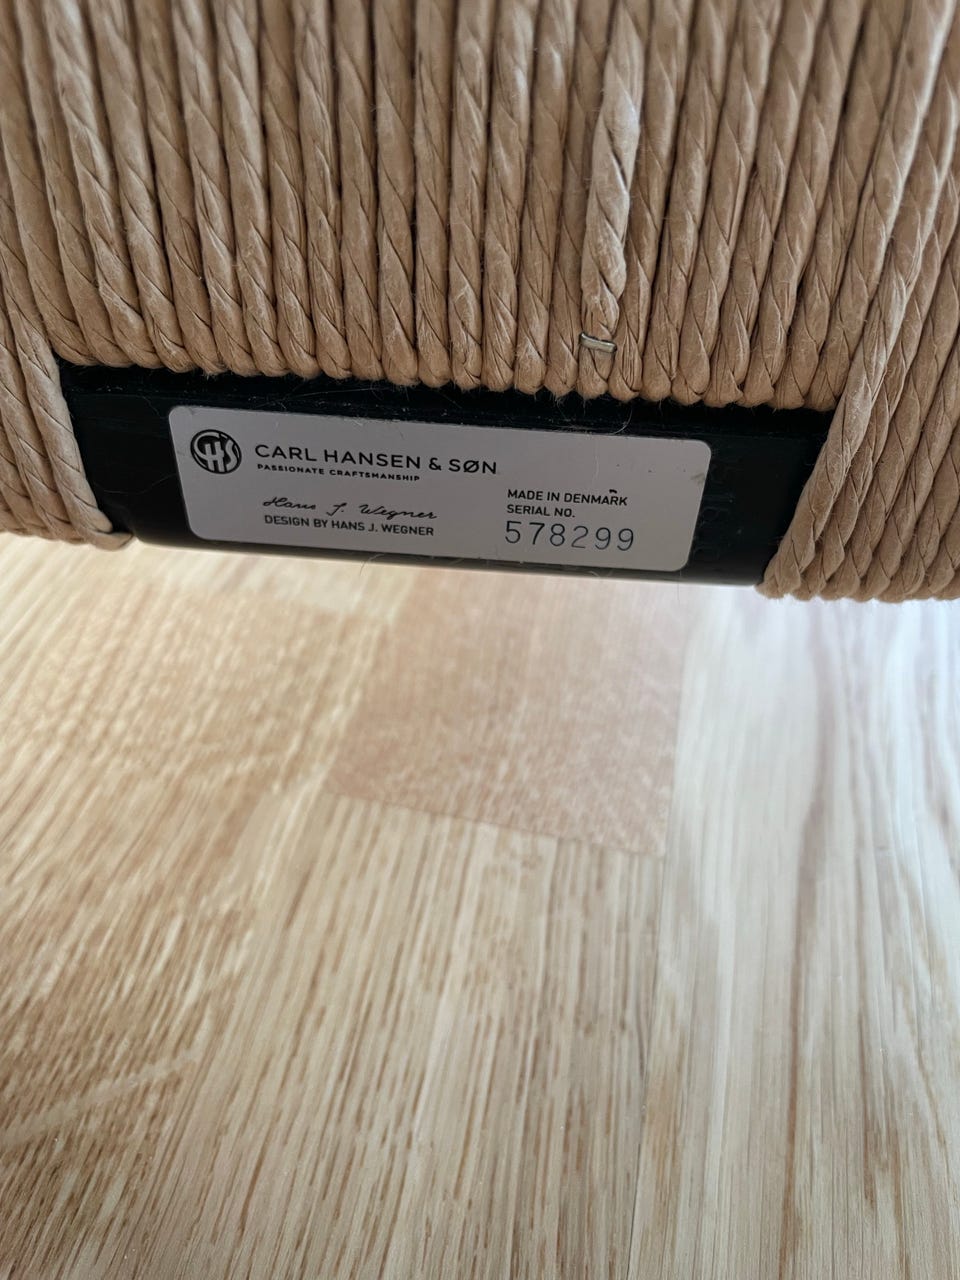 CHS
CARL HANSEN & SØN
PASSIONATE CRAFTSMANSHIP
Hans J. Wegner
DESIGN BY HANS J. WEGNER
MADE IN DENMARK
SERIAL NO.
578299